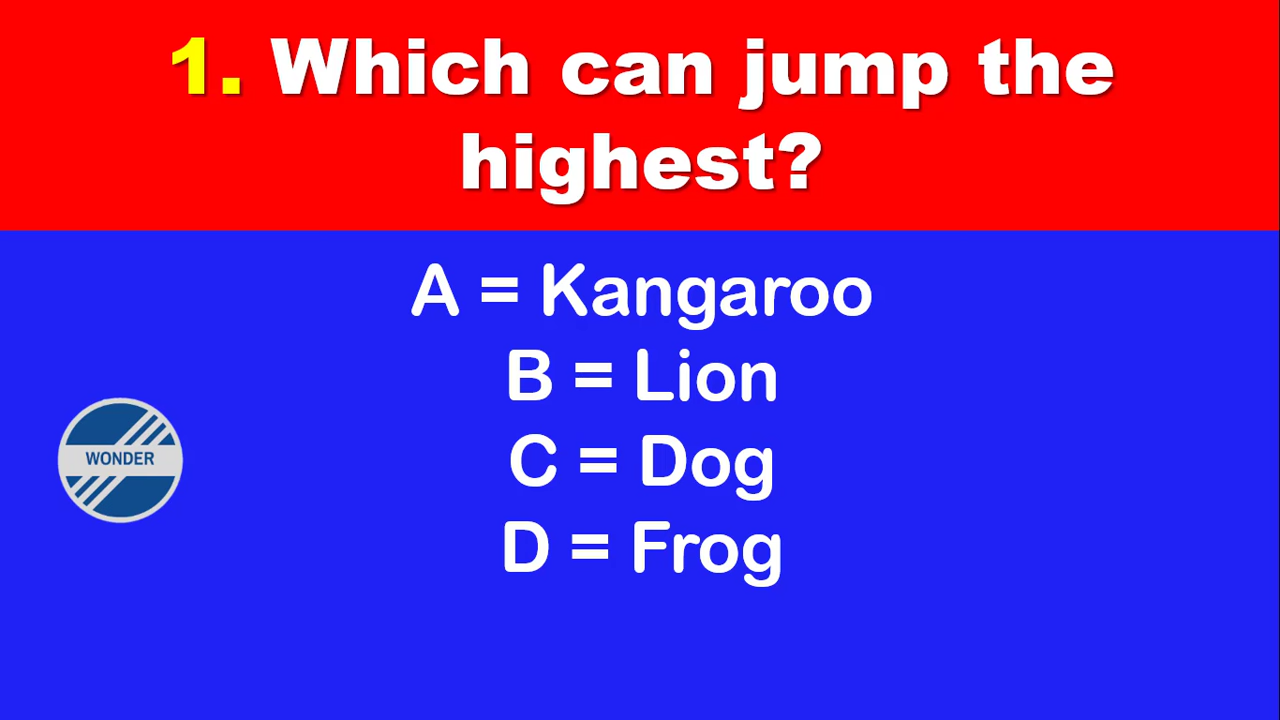 1. Which can jump the
highest?
A = Kangaroo
B = Lion
WONDER
C = Dog
D = Frog